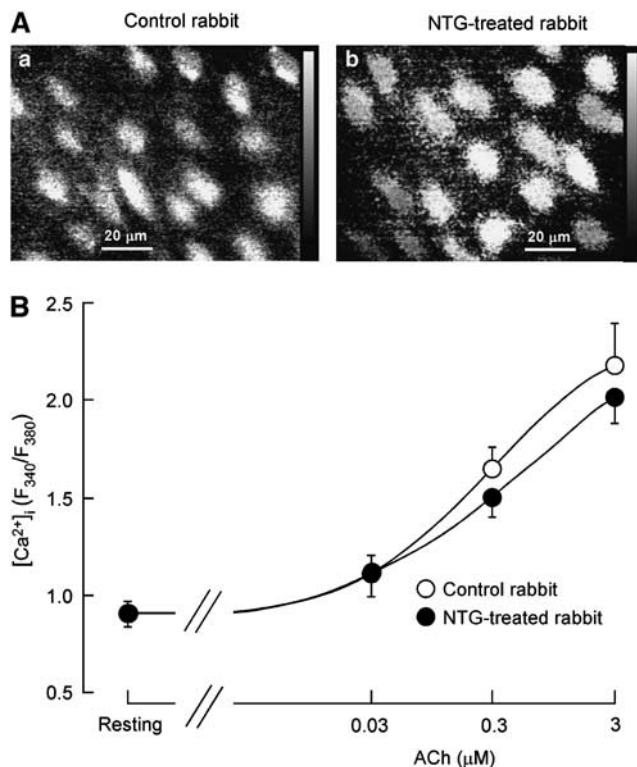 A
Control rabbit
NTG-treated rabbit
a
b
20 μm
20 μm
B
[Ca²⁺]ᵢ (F₃₄₀/F₃₈₀)
2.5
2.0
1.5
1.0
0.5
Control rabbit
NTG-treated rabbit
Resting
0.03
0.3
3
ACh (μM)